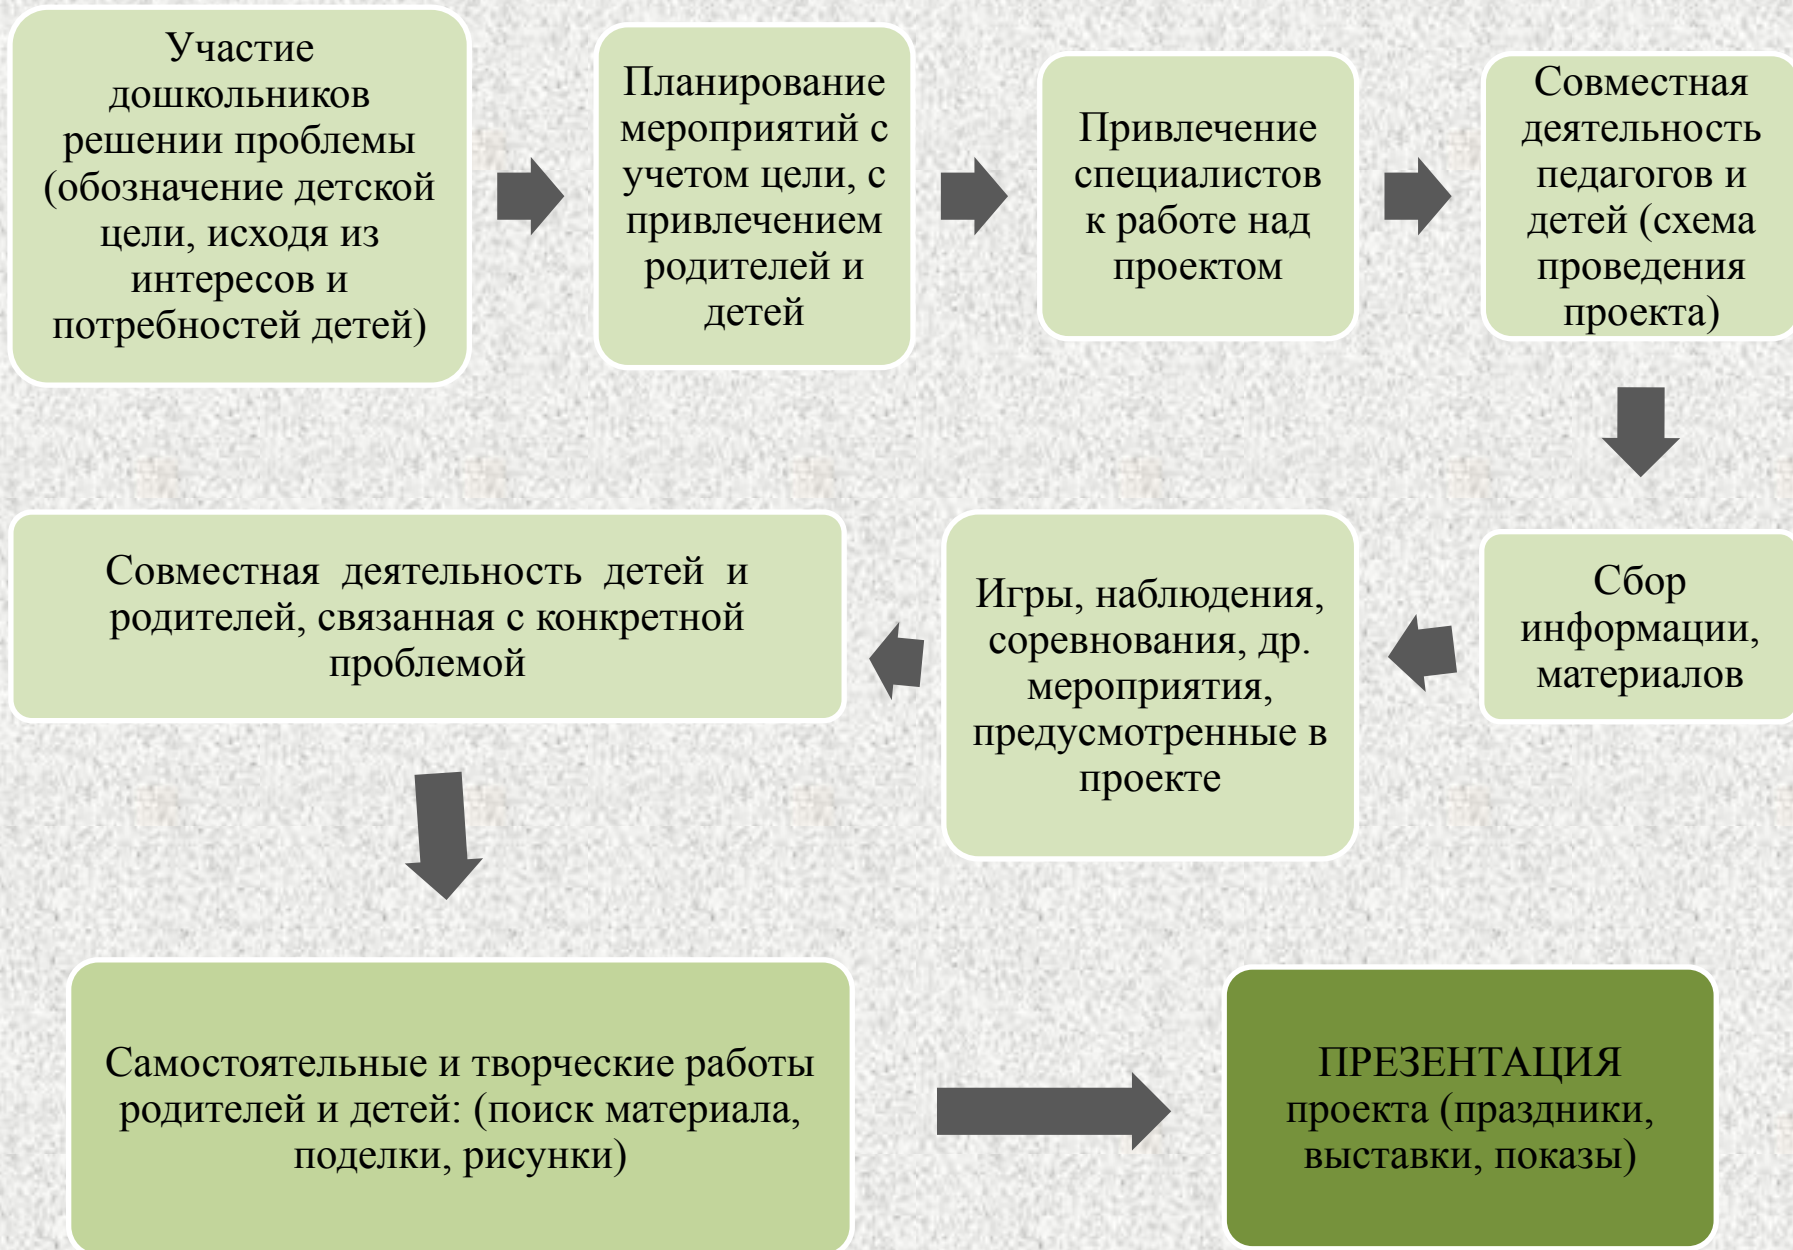 Участие
дошкольников
решении проблемы
(обозначение детской
цели, исходя из
интересов и
потребностей детей)
Планирование
мероприятий с
учетом цели, с
привлечением
родителей и
детей
Привлечение
специалистов
к работе над
проектом
Совместная
деятельность
педагогов и
детей (схема
проведения
проекта)
Сбор
информации,
материалов
Игры, наблюдения,
соревнования, др.
мероприятия,
предусмотренные в
проекте
Совместная деятельность детей и
родителей, связанная с конкретной
проблемой
Самостоятельные и творческие работы
родителей и детей: (поиск материала,
поделки, рисунки)
ПРЕЗЕНТАЦИЯ
проекта (праздники,
выставки, показы)